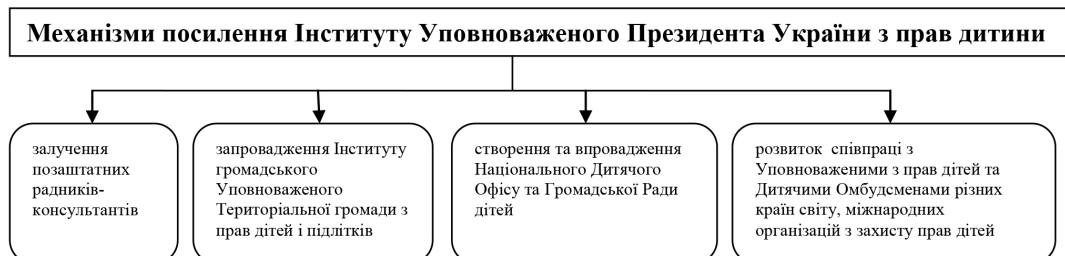 Механізми посилення Інституту Уповноваженого Президента України з прав дитини
залучення
позаштатних
радників-
консультантів
запровадження Інституту
громадського
Уповноваженого
Територіальної громади з
прав дітей і підлітків
створення та впровадження
Національного Дитячого
Офісу та Громадської Ради
дітей
розвиток співпраці з
Уповноваженими з прав дітей та
Дитячими Омбудсменами різних
країн світу, міжнародних
організацій з захисту прав дітей